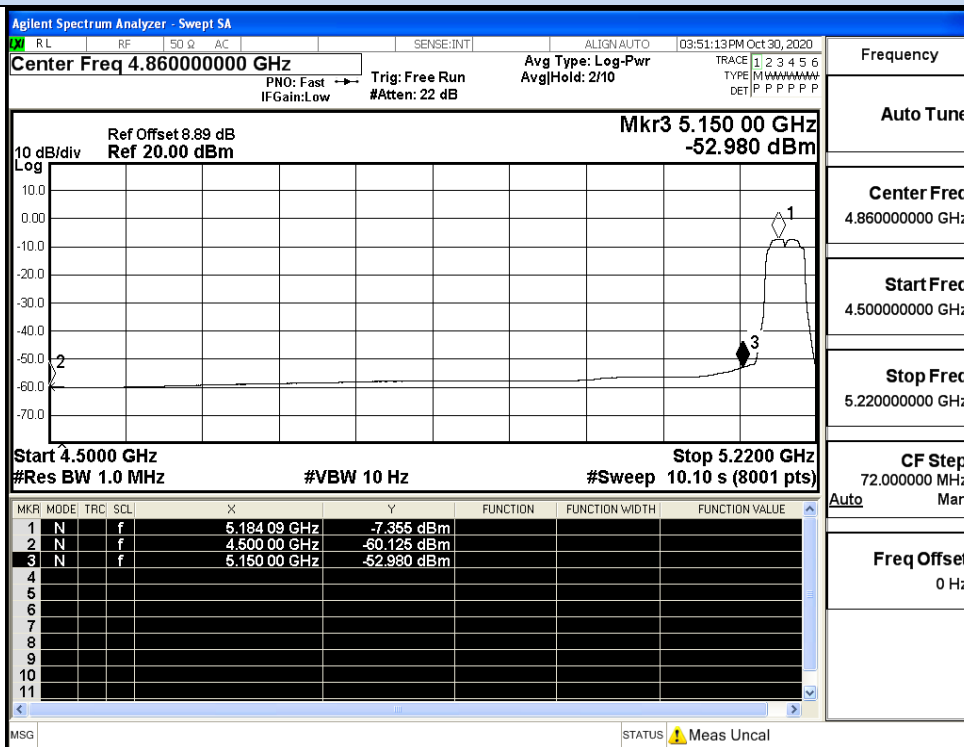 Agilent Spectrum Analyzer - Swept SA
LXI RL RF 50 Ω AC SENSE:INT ALIGN AUTO 03:51:13 PM Oct 30, 2020
Center Freq 4.860000000 GHz
PNO: Fast
IFGain:Low
Trig: Free Run
#Atten: 22 dB
Avg Type: Log-Pwr
Avg|Hold: 2/10
TRACE 1 2 3 4 5 6
TYPE M WWWWW
DET P P P P P P
Mkr3 5.150 00 GHz
-52.980 dBm
Ref Offset 8.89 dB
10 dB/div Ref 20.00 dBm
Log
10.0
0.00
-10.0
-20.0
-30.0
-40.0
-50.0
-60.0
-70.0
1
2
3
Start 4.5000 GHz Stop 5.2200 GHz
#Res BW 1.0 MHz #VBW 10 Hz #Sweep 10.10 s (8001 pts)
MKR MODE TRC SCL X Y FUNCTION FUNCTION WIDTH FUNCTION VALUE
1 N f 5.184 09 GHz -7.355 dBm
2 N f 4.500 00 GHz -60.125 dBm
3 N f 5.150 00 GHz -52.980 dBm
4
5
6
7
8
9
10
11
MSG STATUS Meas Uncal
Frequency
Auto Tune
Center Freq
4.860000000 GHz
Start Freq
4.500000000 GHz
Stop Freq
5.220000000 GHz
CF Step
72.000000 MHz
Auto Man
Freq Offset
0 Hz